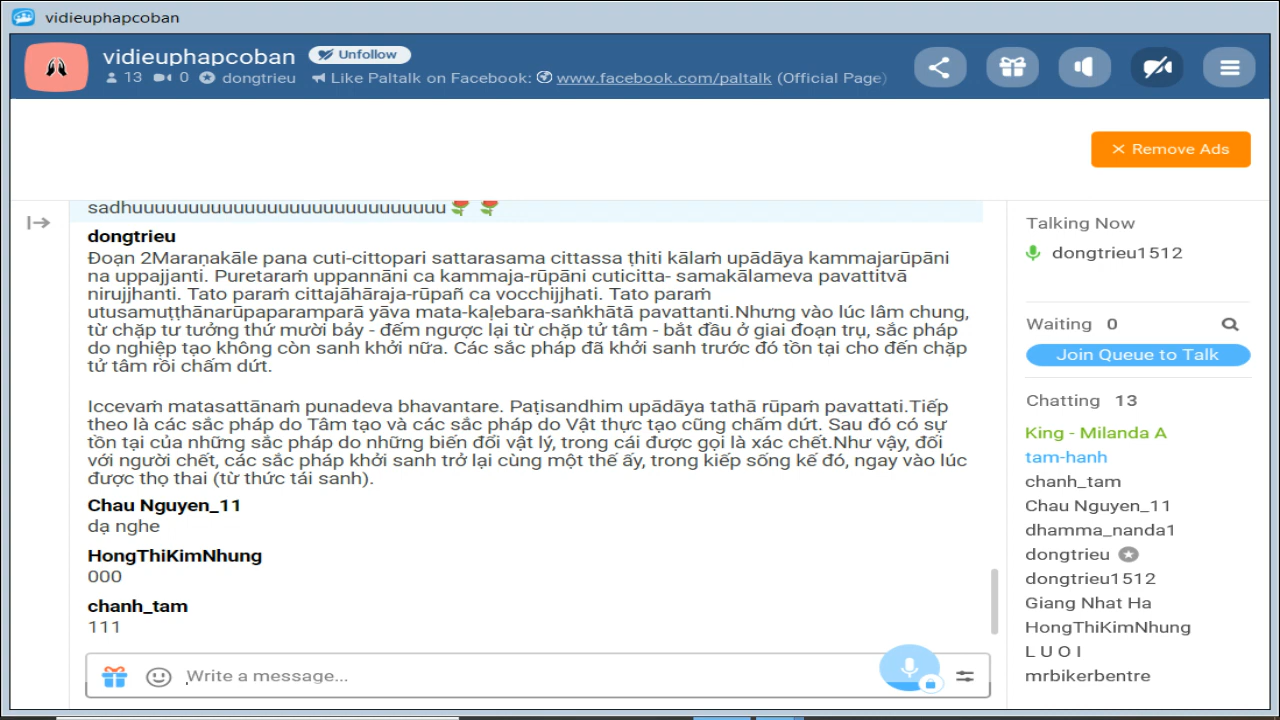 vidieuphapcoban
vidieuphapcoban Unfollow
13 0 dongtrieu Like Paltalk on Facebook: www.facebook.com/paltalk (Official Page)
Remove Ads
sadhuuuuuuuuuuuuuuuuuuuuuuuuuuuu
dongtrieu
Đoạn 2Maraṇakāle pana cuti-cittopari sattarasama cittassa ṭhiti kālaṁ upādāya kammajarūpāni
na uppajjanti. Puretaraṁ uppannāni ca kammaja-rūpāni cuticitta- samakālameva pavattitvā
nirujjhanti. Tato paraṁ cittajāhāraja-rūpañ ca vocchijjhati. Tato paraṁ
utusamuṭṭhānarūpaparamparā yāva mata-kaḷebara-saṅkhātā pavattanti.Nhưng vào lúc lâm chung,
từ chặp tư tưởng thứ mười bảy - đếm ngược lại từ chặp tử tâm - bắt đầu ở giai đoạn trụ, sắc pháp
do nghiệp tạo không còn sanh khởi nữa. Các sắc pháp đã khởi sanh trước đó tồn tại cho đến chặp
tử tâm rồi chấm dứt.
Iccevaṁ matasattānaṁ punadeva bhavantare. Paṭisandhim upādāya tathā rūpaṁ pavattati.Tiếp
theo là các sắc pháp do Tâm tạo và các sắc pháp do Vật thực tạo cũng chấm dứt. Sau đó có sự
tồn tại của những sắc pháp do những biến đổi vật lý, trong cái được gọi là xác chết.Như vậy, đối
với người chết, các sắc pháp khởi sanh trở lại cùng một thế ấy, trong kiếp sống kế đó, ngay vào lúc
được thọ thai (từ thức tái sanh).
Chau Nguyen_11
dạ nghe
HongThiKimNhung
000
chanh_tam
111
Write a message...
Talking Now
dongtrieu1512
Waiting 0
Join Queue to Talk
Chatting 13
King - Milanda A
tam-hanh
chanh_tam
Chau Nguyen_11
dhamma_nanda1
dongtrieu
dongtrieu1512
Giang Nhat Ha
HongThiKimNhung
L U O I
mrbikerbentre